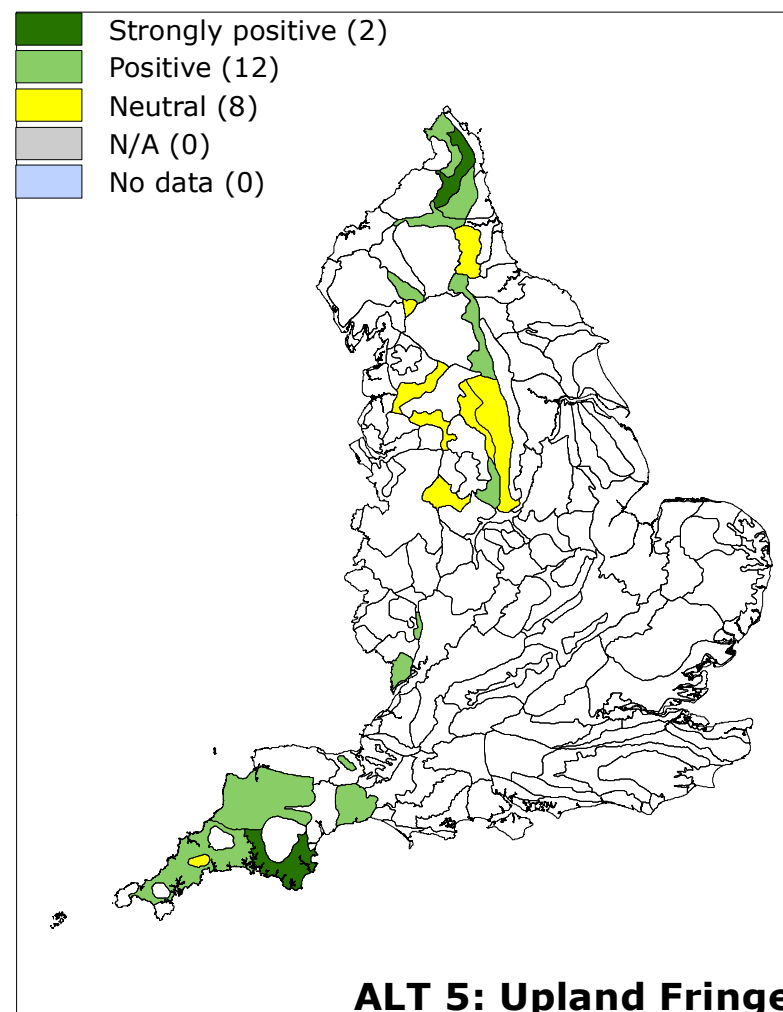 Strongly positive (2)
Positive (12)
Neutral (8)
N/A (0)
No data (0)
ALT 5: Upland Fringe